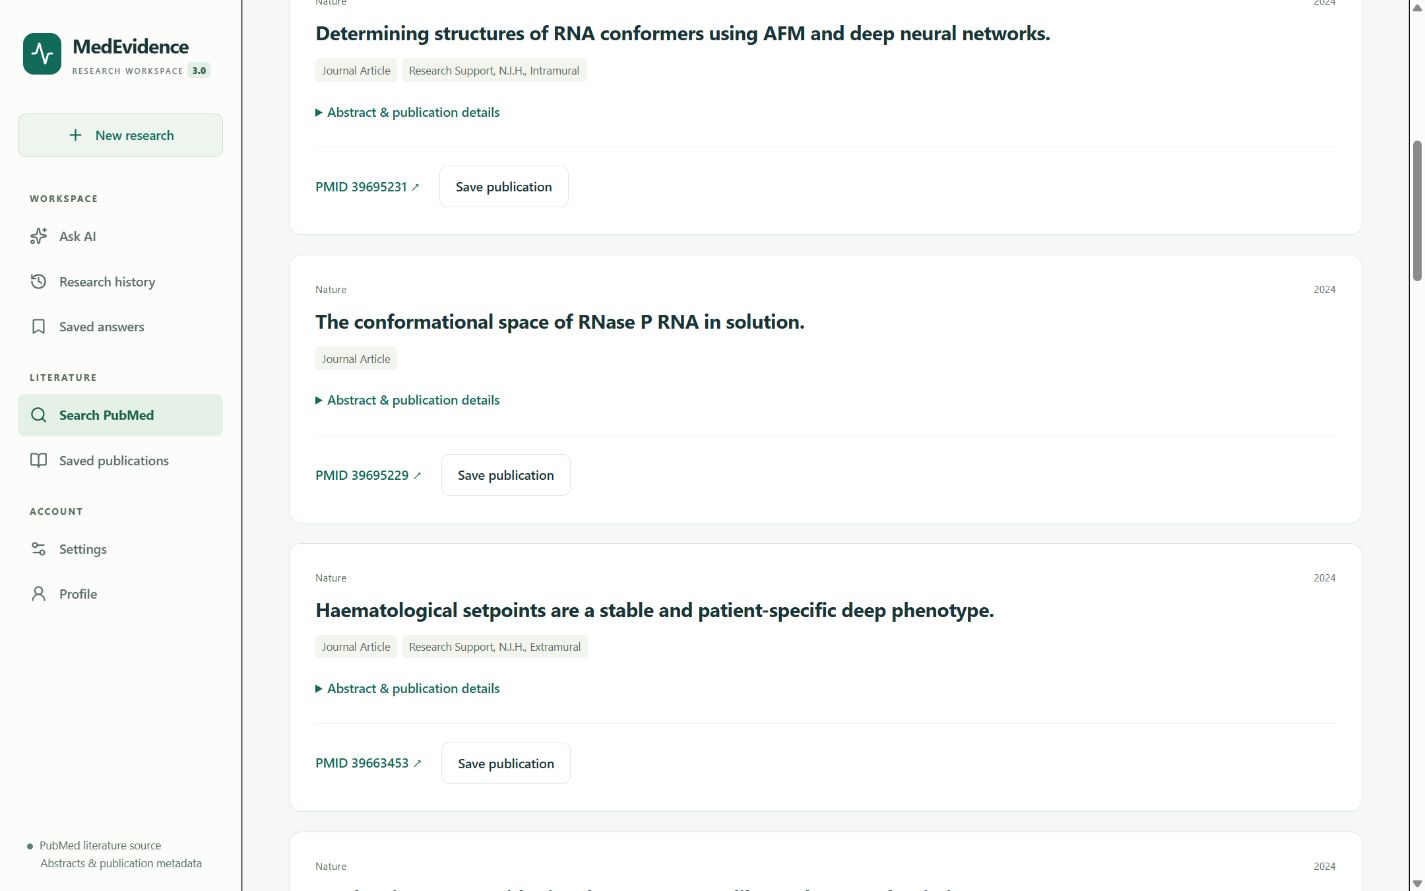 MedEvidence
RESEARCH WORKSPACE 3.0
New research
WORKSPACE
Ask AI
Research history
Saved answers
LITERATURE
Search PubMed
Saved publications
ACCOUNT
Settings
Profile
PubMed literature source
Abstracts & publication metadata
Nature 2024
Determining structures of RNA conformers using AFM and deep neural networks.
Journal Article Research Support, N.I.H., Intramural
▶ Abstract & publication details
PMID 39695231 ↗ Save publication
Nature 2024
The conformational space of RNase P RNA in solution.
Journal Article
▶ Abstract & publication details
PMID 39695229 ↗ Save publication
Nature 2024
Haematological setpoints are a stable and patient-specific deep phenotype.
Journal Article Research Support, N.I.H., Extramural
▶ Abstract & publication details
PMID 39663453 ↗ Save publication
Nature 2024